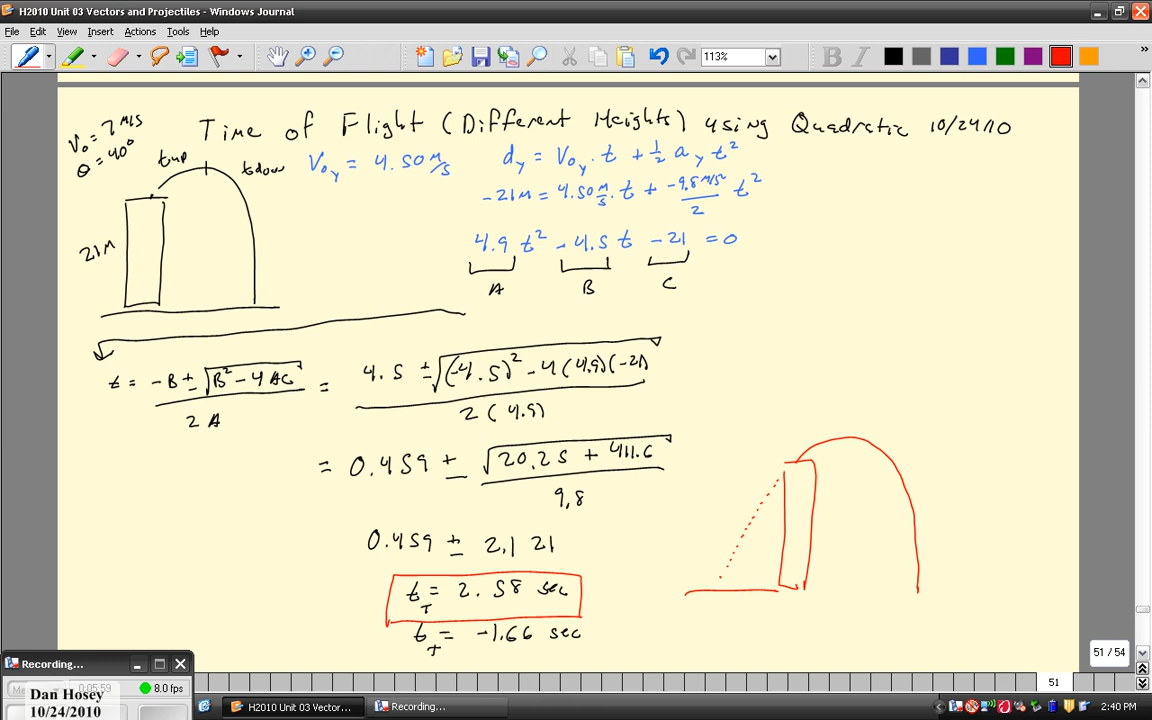 H2010 Unit 03 Vectors and Projectiles - Windows Journal
File Edit View Insert Actions Tools Help
113%
B I
V₀ = 7 M/S
θ = 40°
Time of Flight (Different Heights) using Quadratic 10/24/10
tup
tdown
V₀y = 4.50 M/S
dy = V₀y · t + 1/2 ay t²
-21M = 4.50 M/S · t + -9.8 M/S²/2 t²
21M
4.9 t² - 4.5 t - 21 = 0
A B C
t = -B ± √(B² - 4AC) / 2A = 4.5 ± √((-4.5)² - 4(4.9)(-21)) / 2(4.9)
= 0.459 ± √(20.25 + 411.6) / 9.8
0.459 ± 2.121
tT = 2.58 sec
tT = -1.66 sec
51 / 54
51
Recording...
05:59
8.0 fps
Dan Hosey
10/24/2010
H2010 Unit 03 Vector...
Recording...
2:40 PM